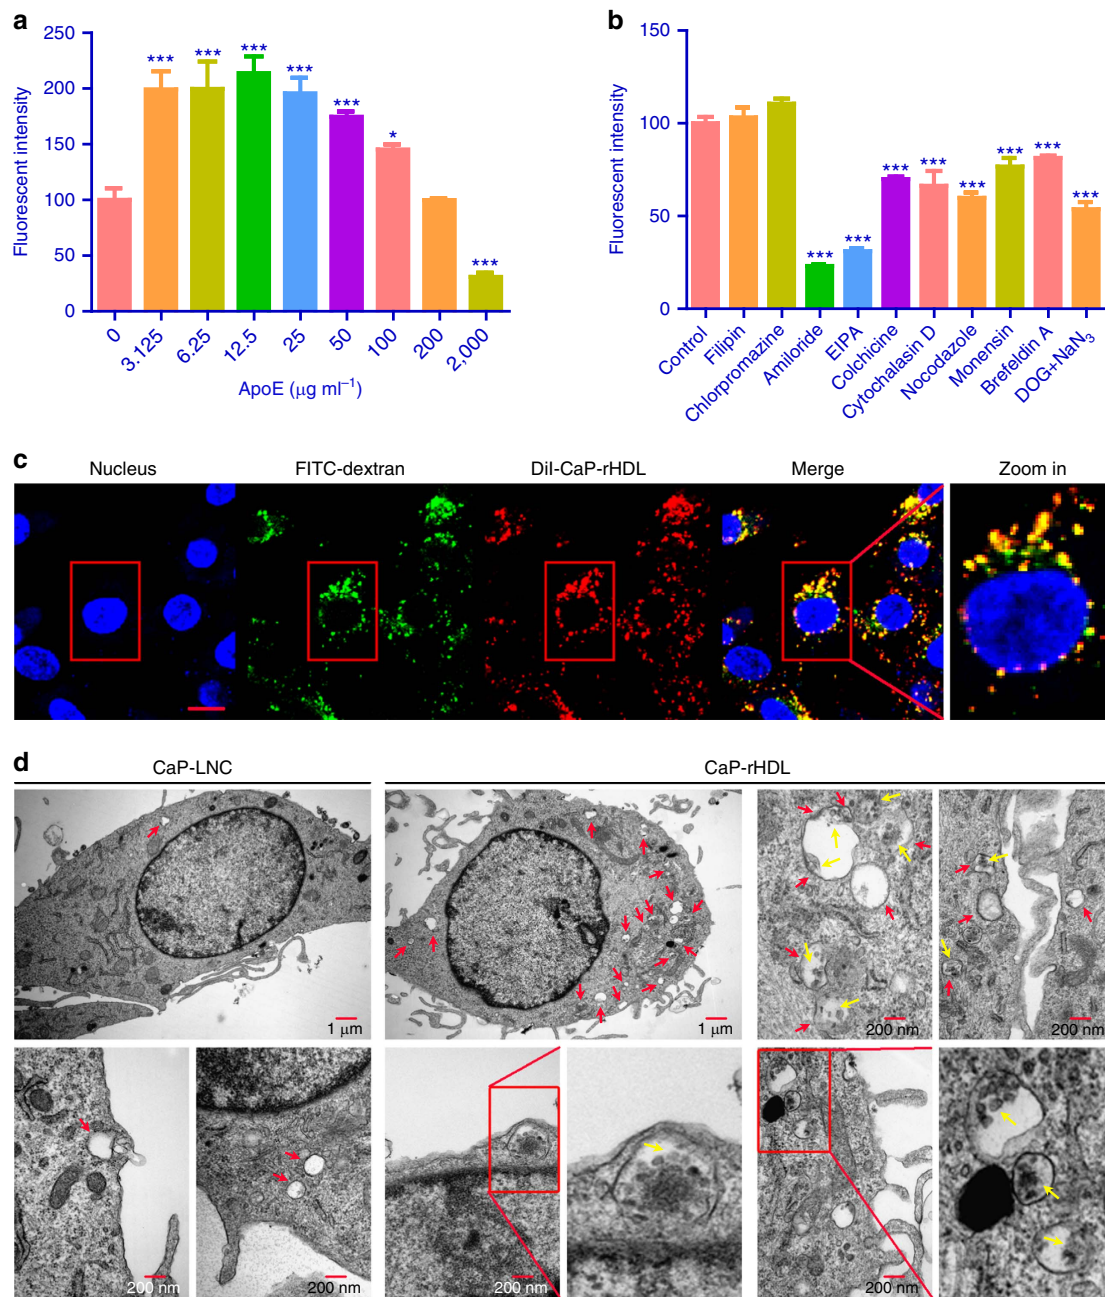 a
Fluorescent intensity
250
200
150
100
50
0
***
***
***
***
***
*
***
0
3.125
6.25
12.5
25
50
100
200
2,000
ApoE (μg ml⁻¹)
b
Fluorescent intensity
150
100
50
0
***
***
***
***
***
***
***
***
Control
Filipin
Chlorpromazine
Amiloride
EIPA
Colchicine
Cytochalasin D
Nocodazole
Monensin
Brefeldin A
DOG+NaN₃
c
Nucleus
FITC-dextran
DiI-CaP-rHDL
Merge
Zoom in
d
CaP-LNC
CaP-rHDL
1 μm
1 μm
200 nm
200 nm
200 nm
200 nm
200 nm
200 nm